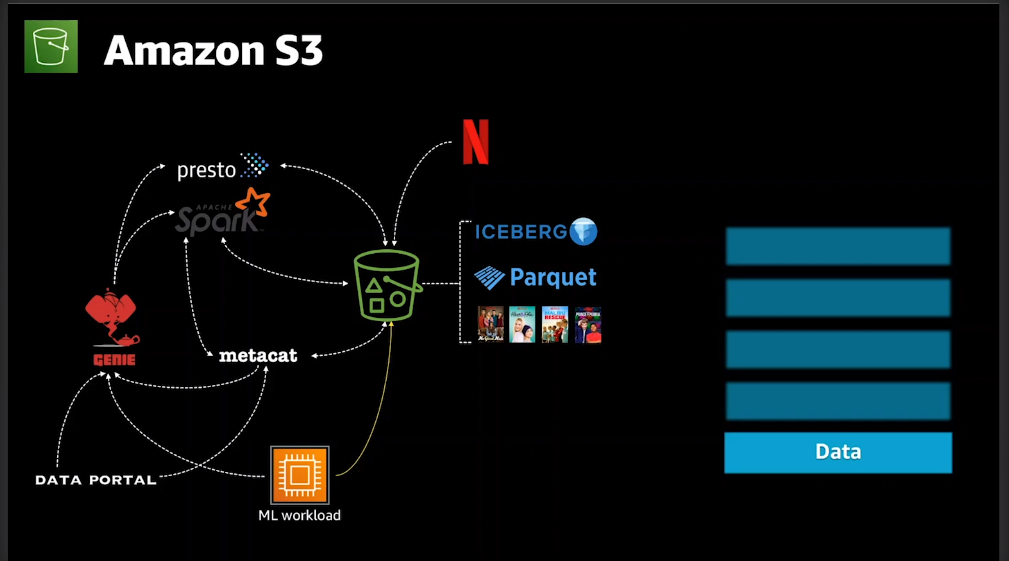 Amazon S3
N
presto
APACHE
Spark
ICEBERG
Parquet
GENIE
metacat
DATA PORTAL
ML workload
Data